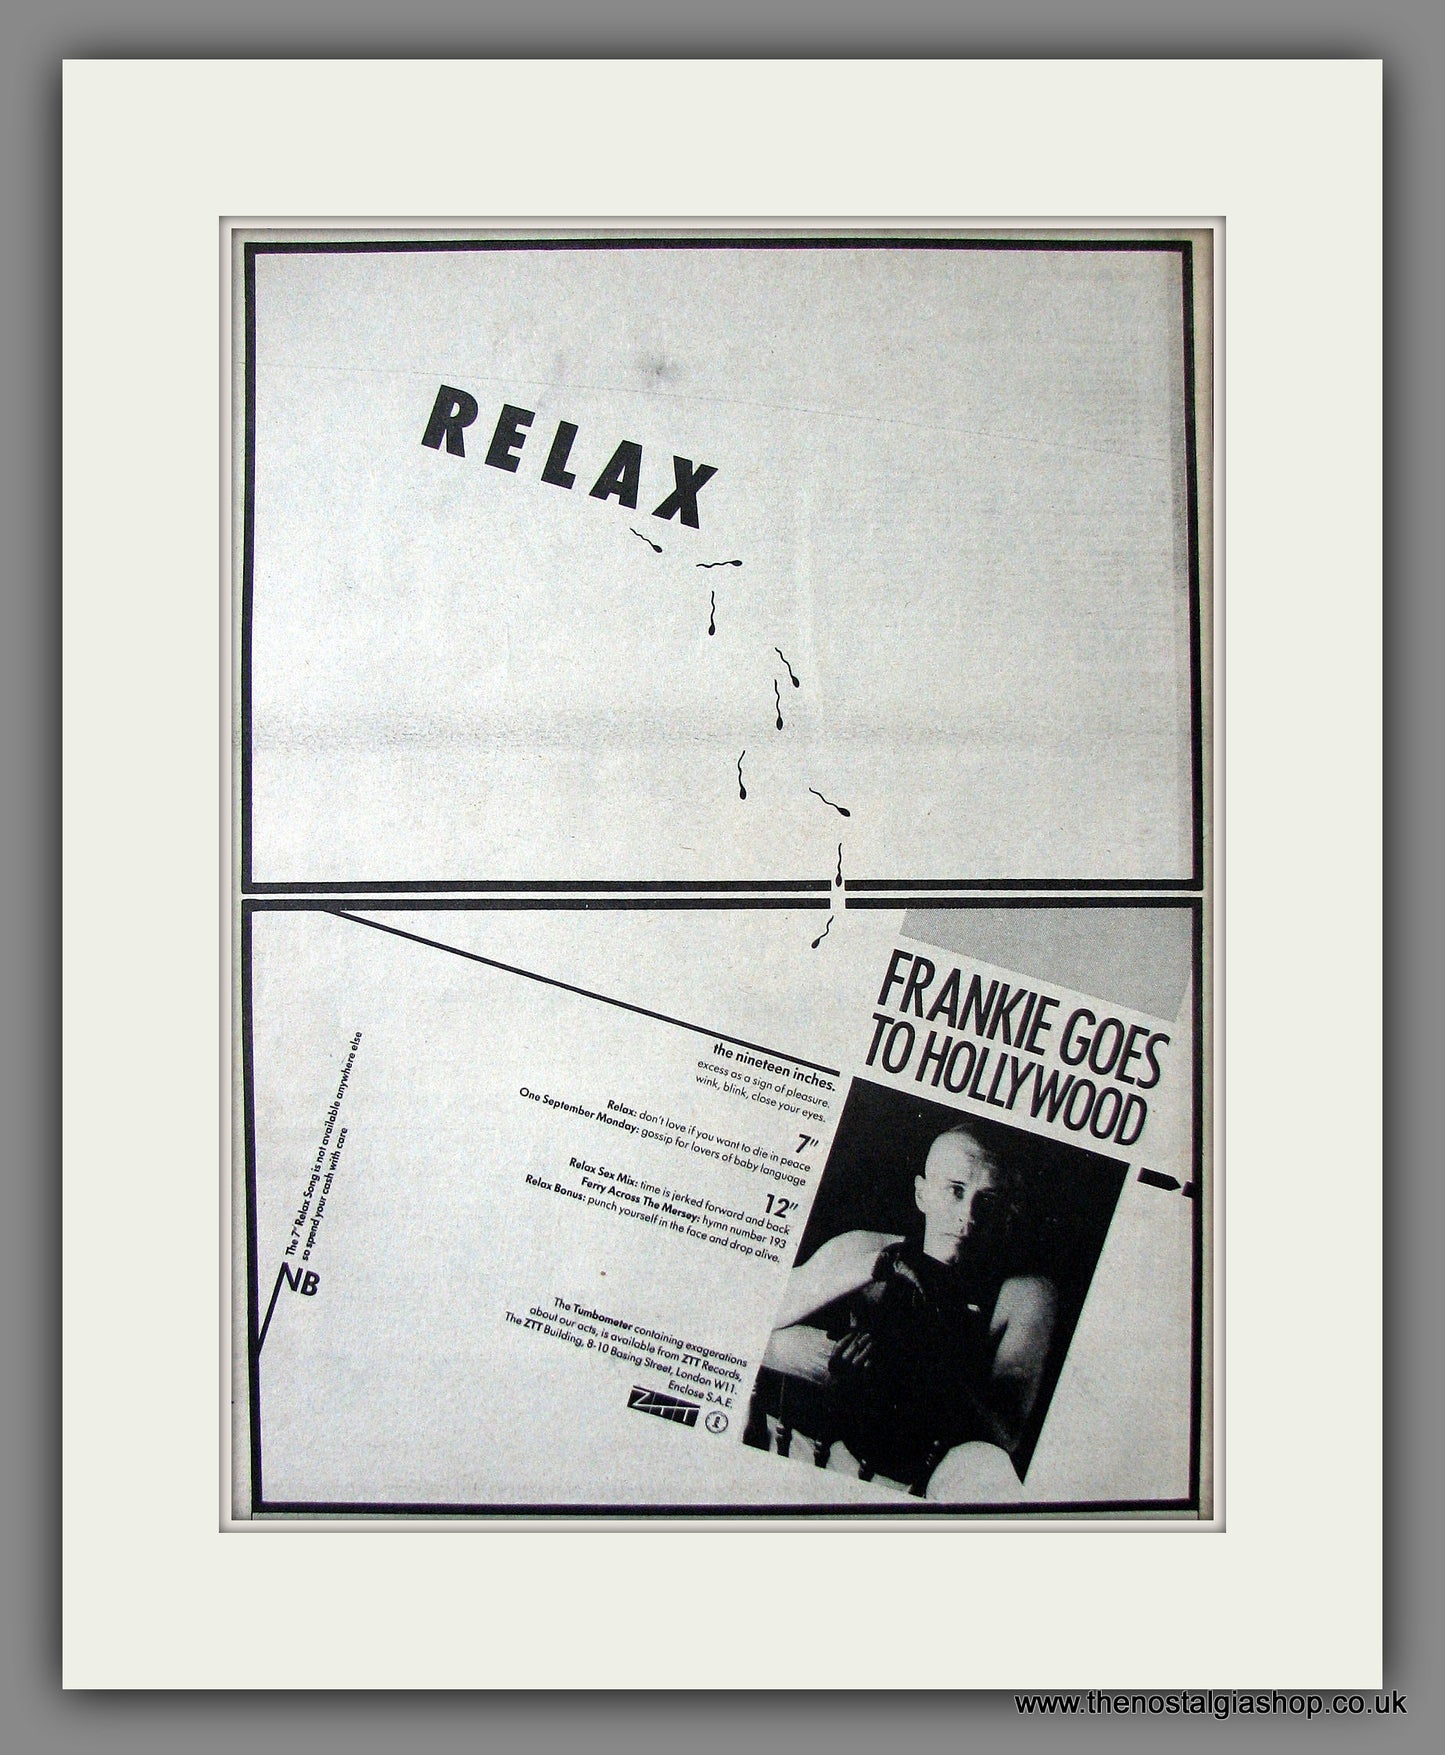 RELAX
FRANKIE GOES
TO HOLLYWOOD
the nineteen inches.
excess as a sign of pleasure.
wink, blink, close your eyes.
7"
Relax: don't love if you want to die in peace
One September Monday: gossip for lovers of baby language
12"
Relax Sex Mix: time is jerked forward and back
Ferry Across The Mersey: hymn number 193
Relax Bonus: punch yourself in the face and drop alive.
The Tumbometer containing exagerations
about our acts, is available from ZTT Records,
The ZTT Building, 8-10 Basing Street, London W11.
Enclose S.A.E.
ZTT
NB
The 7" Relax Song is not available anywhere else
so spend your cash with care
www.thenostalgiashop.co.uk